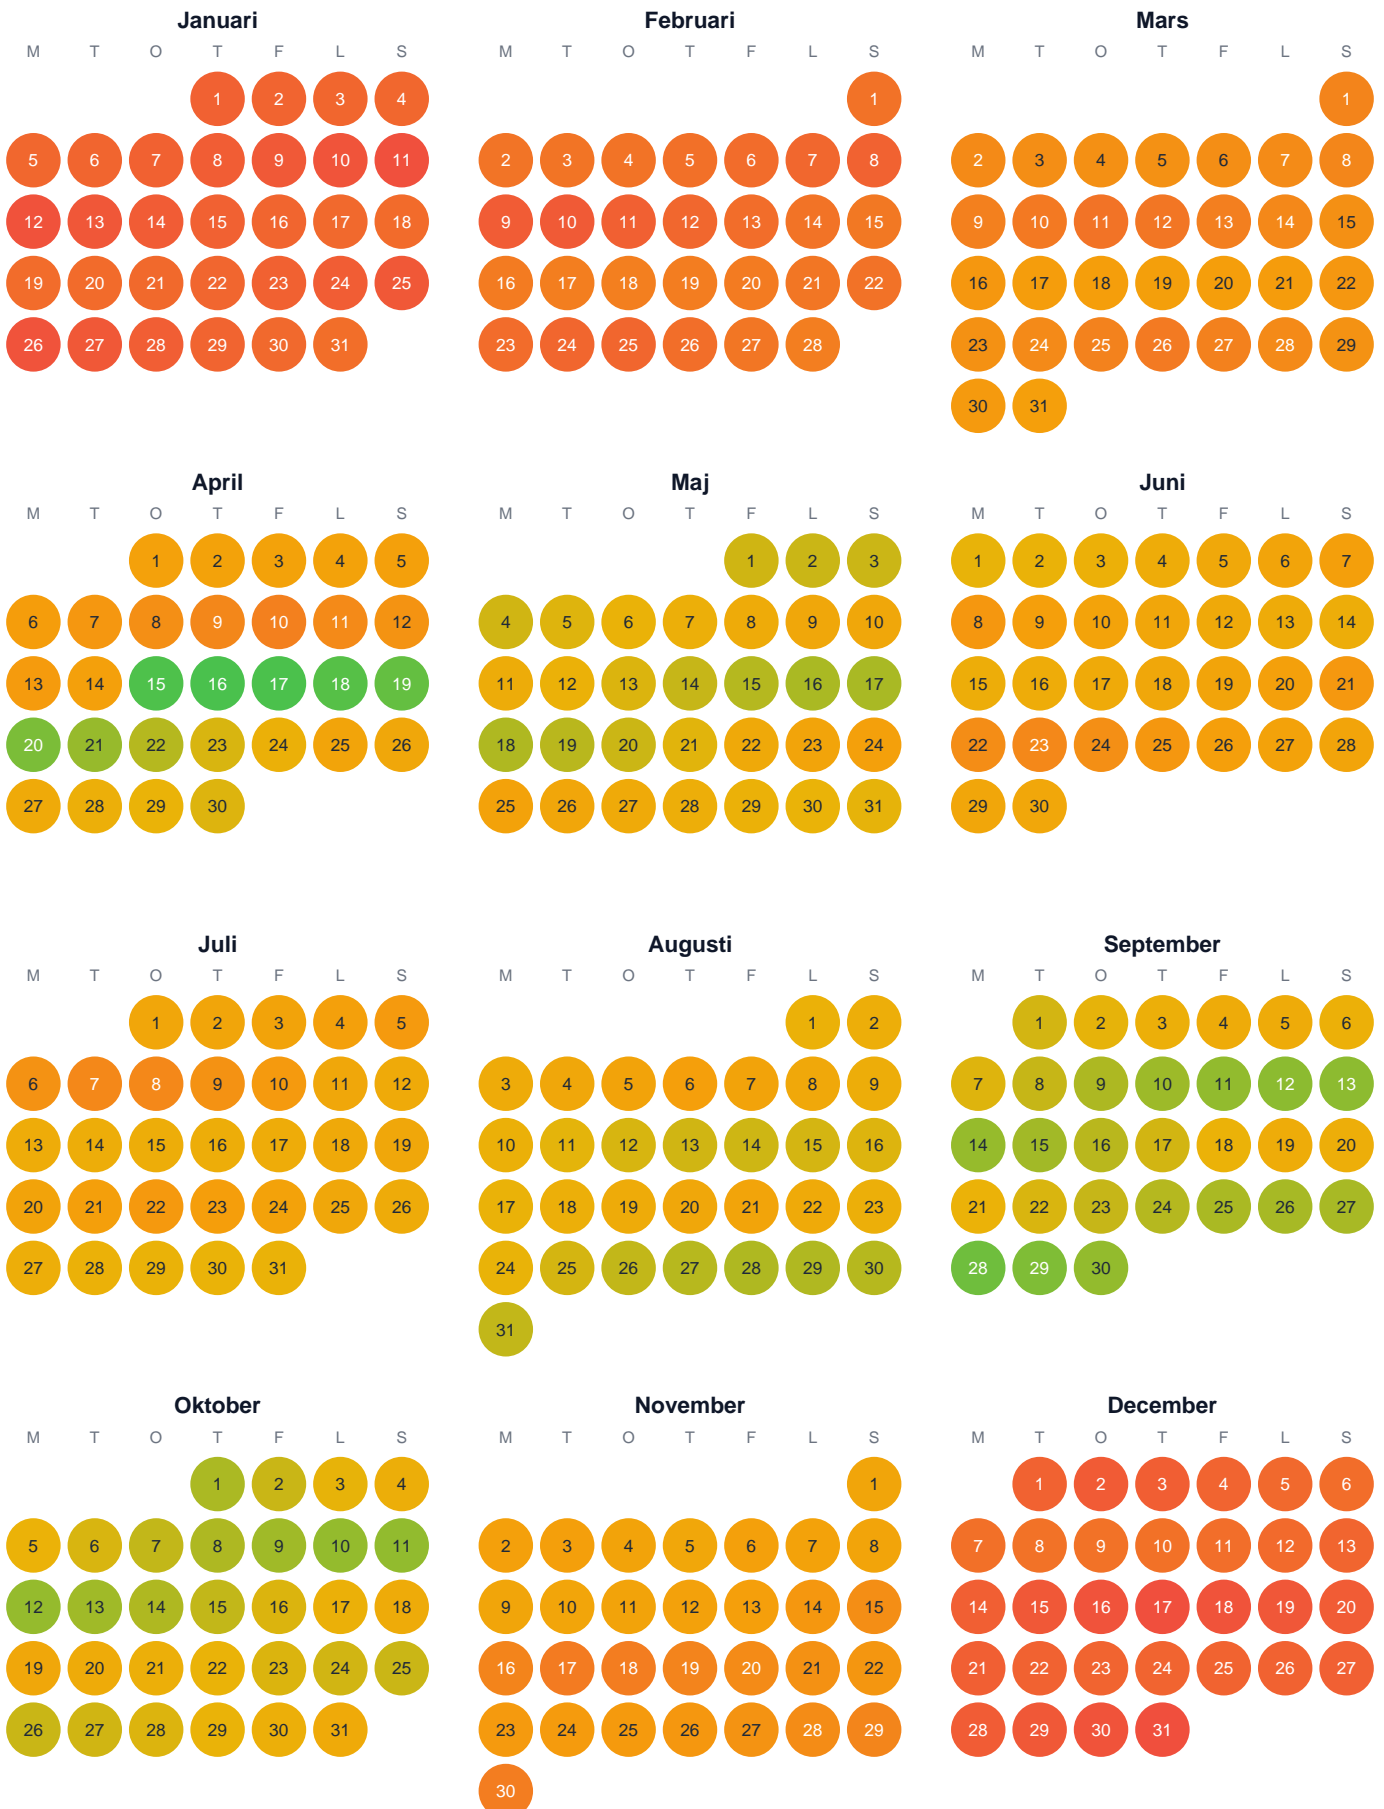 Januari Februari Mars
M T O T F L S M T O T F L S M T O T F L S
1 2 3 4 1 1
5 6 7 8 9 10 11 2 3 4 5 6 7 8 2 3 4 5 6 7 8
12 13 14 15 16 17 18 9 10 11 12 13 14 15 9 10 11 12 13 14 15
19 20 21 22 23 24 25 16 17 18 19 20 21 22 16 17 18 19 20 21 22
26 27 28 29 30 31 23 24 25 26 27 28 23 24 25 26 27 28 29
30 31
April Maj Juni
M T O T F L S M T O T F L S M T O T F L S
1 2 3 4 5 1 2 3 1 2 3 4 5 6 7
6 7 8 9 10 11 12 4 5 6 7 8 9 10 8 9 10 11 12 13 14
13 14 15 16 17 18 19 11 12 13 14 15 16 17 15 16 17 18 19 20 21
20 21 22 23 24 25 26 18 19 20 21 22 23 24 22 23 24 25 26 27 28
27 28 29 30 25 26 27 28 29 30 31 29 30
Juli Augusti September
M T O T F L S M T O T F L S M T O T F L S
1 2 3 4 5 1 2 1 2 3 4 5 6
6 7 8 9 10 11 12 3 4 5 6 7 8 9 7 8 9 10 11 12 13
13 14 15 16 17 18 19 10 11 12 13 14 15 16 14 15 16 17 18 19 20
20 21 22 23 24 25 26 17 18 19 20 21 22 23 21 22 23 24 25 26 27
27 28 29 30 31 24 25 26 27 28 29 30 28 29 30
31
Oktober November December
M T O T F L S M T O T F L S M T O T F L S
1 2 3 4 1 1 2 3 4 5 6
5 6 7 8 9 10 11 2 3 4 5 6 7 8 7 8 9 10 11 12 13
12 13 14 15 16 17 18 9 10 11 12 13 14 15 14 15 16 17 18 19 20
19 20 21 22 23 24 25 16 17 18 19 20 21 22 21 22 23 24 25 26 27
26 27 28 29 30 31 23 24 25 26 27 28 29 28 29 30 31
30